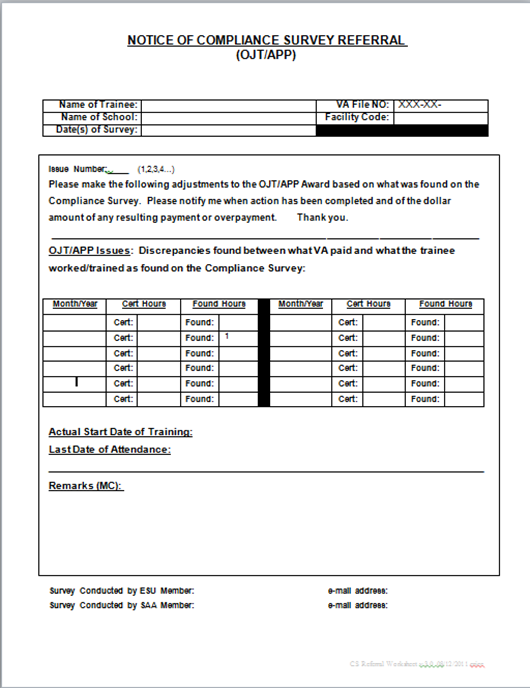 NOTICE OF COMPLIANCE SURVEY REFERRAL
(OJT/APP)
Name of Trainee: VA File NO: XXX-XX-
Name of School: Facility Code:
Date(s) of Survey:
Issue Number: (1,2,3,4...)
Please make the following adjustments to the OJT/APP Award based on what was found on the
Compliance Survey. Please notify me when action has been completed and of the dollar
amount of any resulting payment or overpayment. Thank you.
OJT/APP Issues: Discrepancies found between what VA paid and what the trainee
worked/trained as found on the Compliance Survey:
Month/Year Cert Hours Found Hours Month/Year Cert Hours Found Hours
Cert: Found: Cert: Found:
Cert: Found: 1 Cert: Found:
Cert: Found: Cert: Found:
Cert: Found: Cert: Found:
Cert: Found: Cert: Found:
Cert: Found: Cert: Found:
Actual Start Date of Training:
Last Date of Attendance:
Remarks (MC):
Survey Conducted by ESU Member: e-mail address:
Survey Conducted by SAA Member: e-mail address:
CS Referral Worksheet